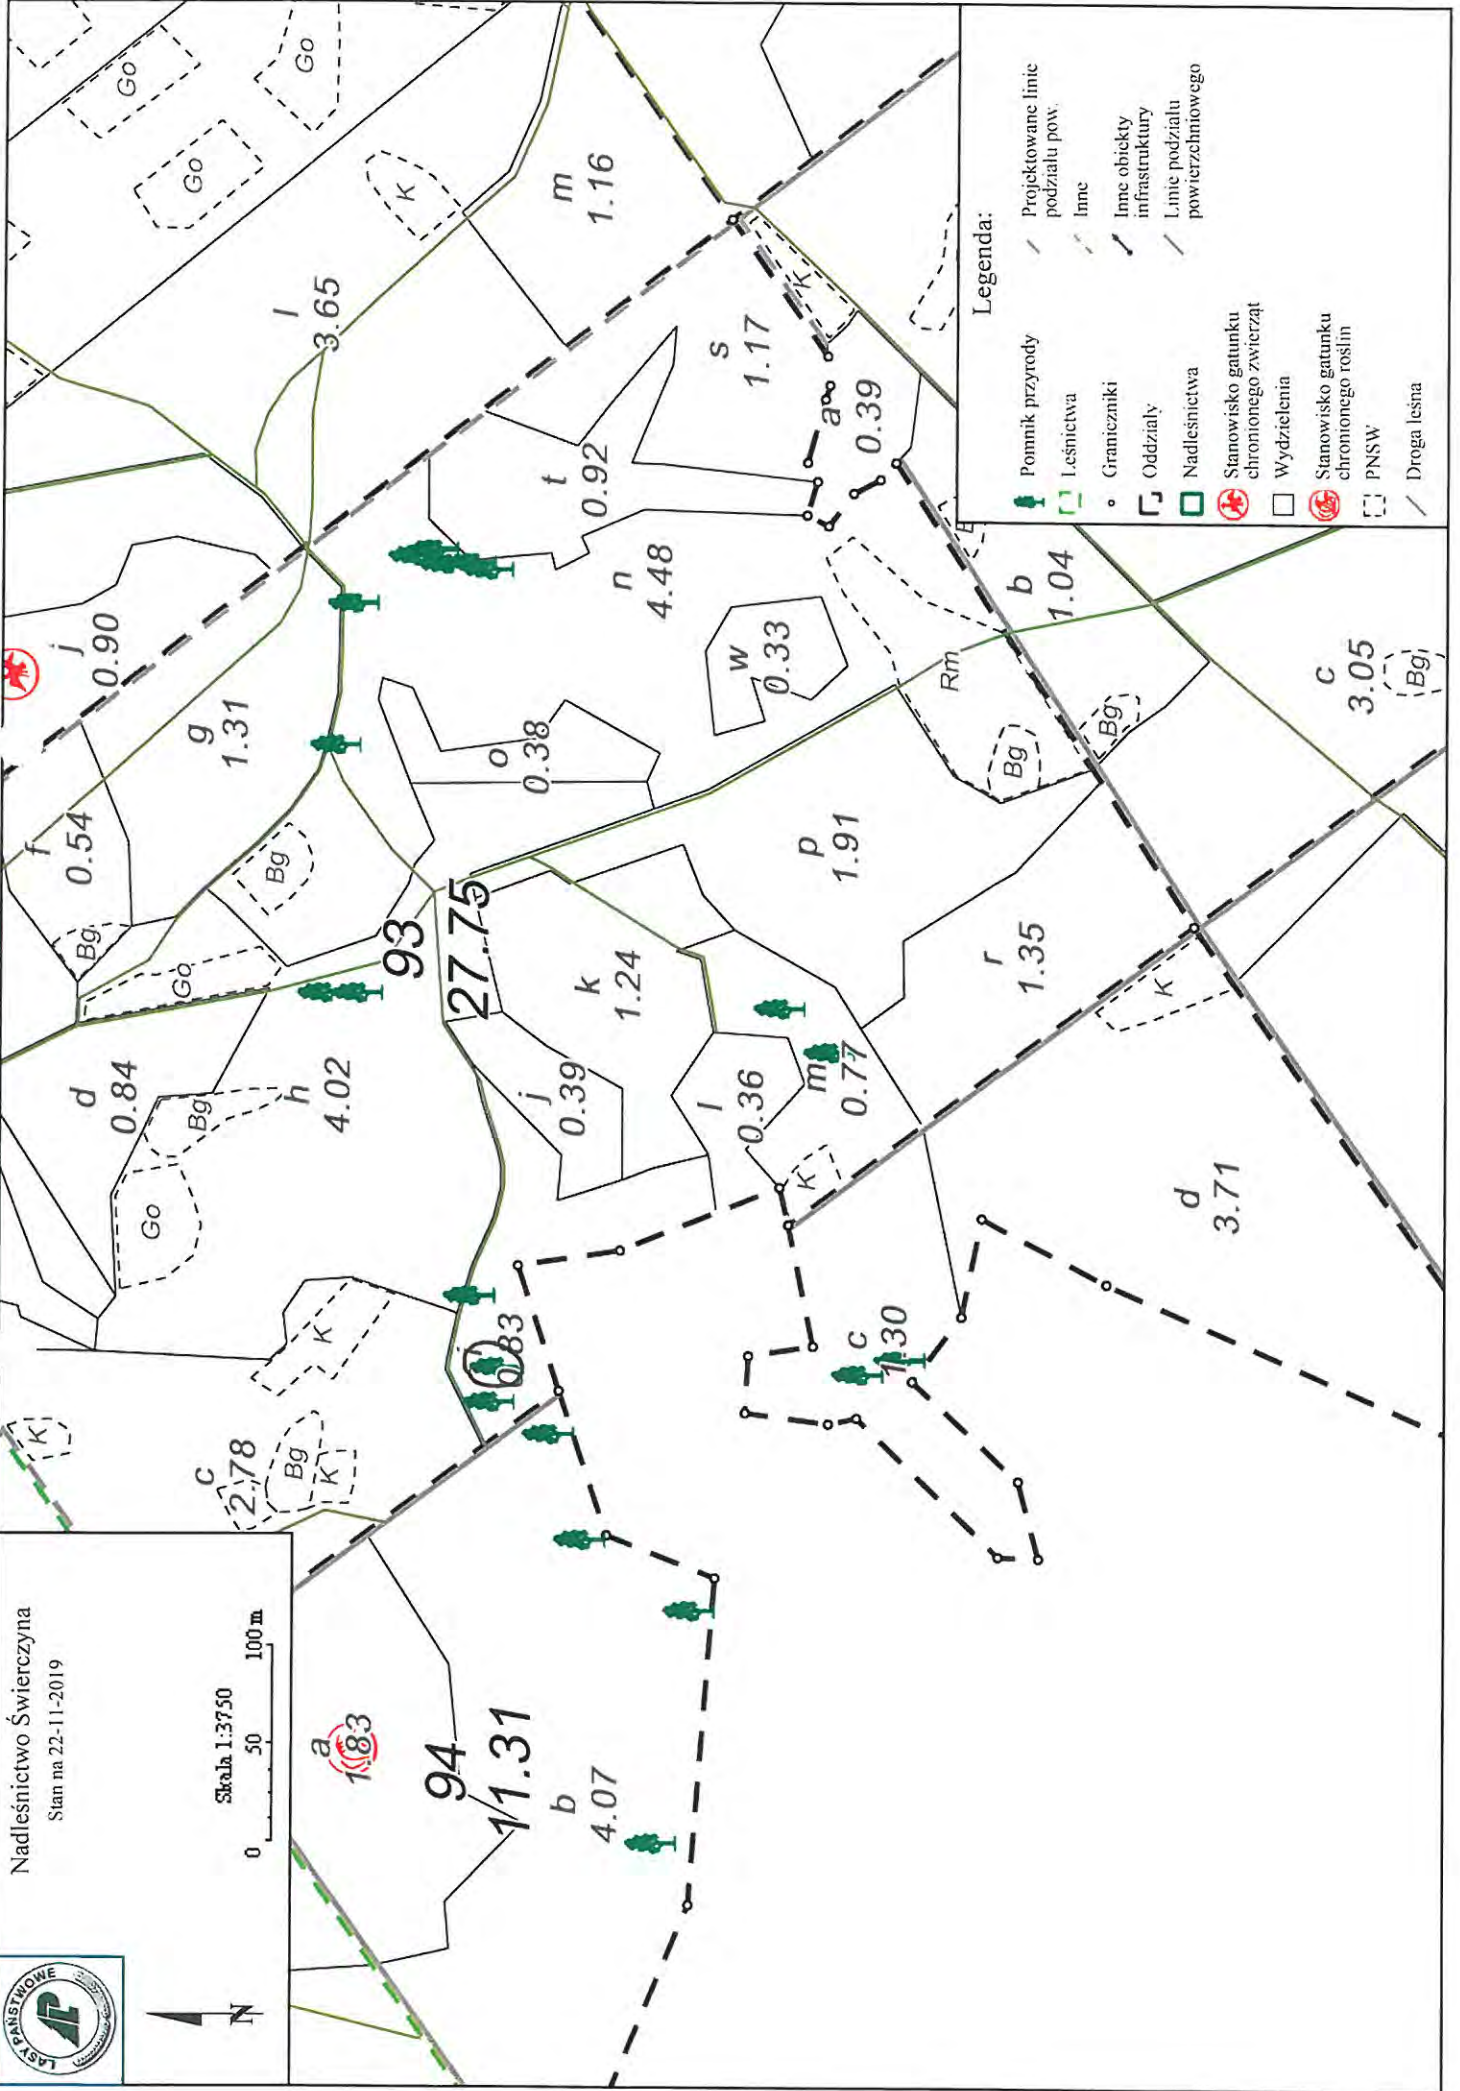 LASY PAŃSTWOWE
LP
N
Nadleśnictwo Świerczyna
Stan na 22-11-2019
Skala 1:3750
0 50 100 m
a
1.83
94
11.31
b
4.07
c
2.78
K
Bg
K
K
0.83
Go
d
0.84
Bg
h
4.02
Go
Bg
f
0.54
Bg
g
1.31
j
0.90
l
3.65
Go
Go
Go
K
m
1.16
93
27.75
j
0.39
k
1.24
l
0.36
m
0.77
K
o
0.38
n
4.48
t
0.92
s
1.17
K
w
0.33
a
0.39
p
1.91
Rm
Bg
Bg
r
1.35
K
b
1.04
c
3.05
Bg
c
1.30
d
3.71
Legenda:
Pomnik przyrody
Leśnictwa
Graniczniki
Oddziały
Nadleśnictwa
Stanowisko gatunku
chronionego zwierząt
Wydzielenia
Stanowisko gatunku
chronionego roślin
PNSW
Droga leśna
Projektowane linie
podziału pow.
Inne
Inne obiekty
infrastruktury
Linie podziału
powierzchniowego